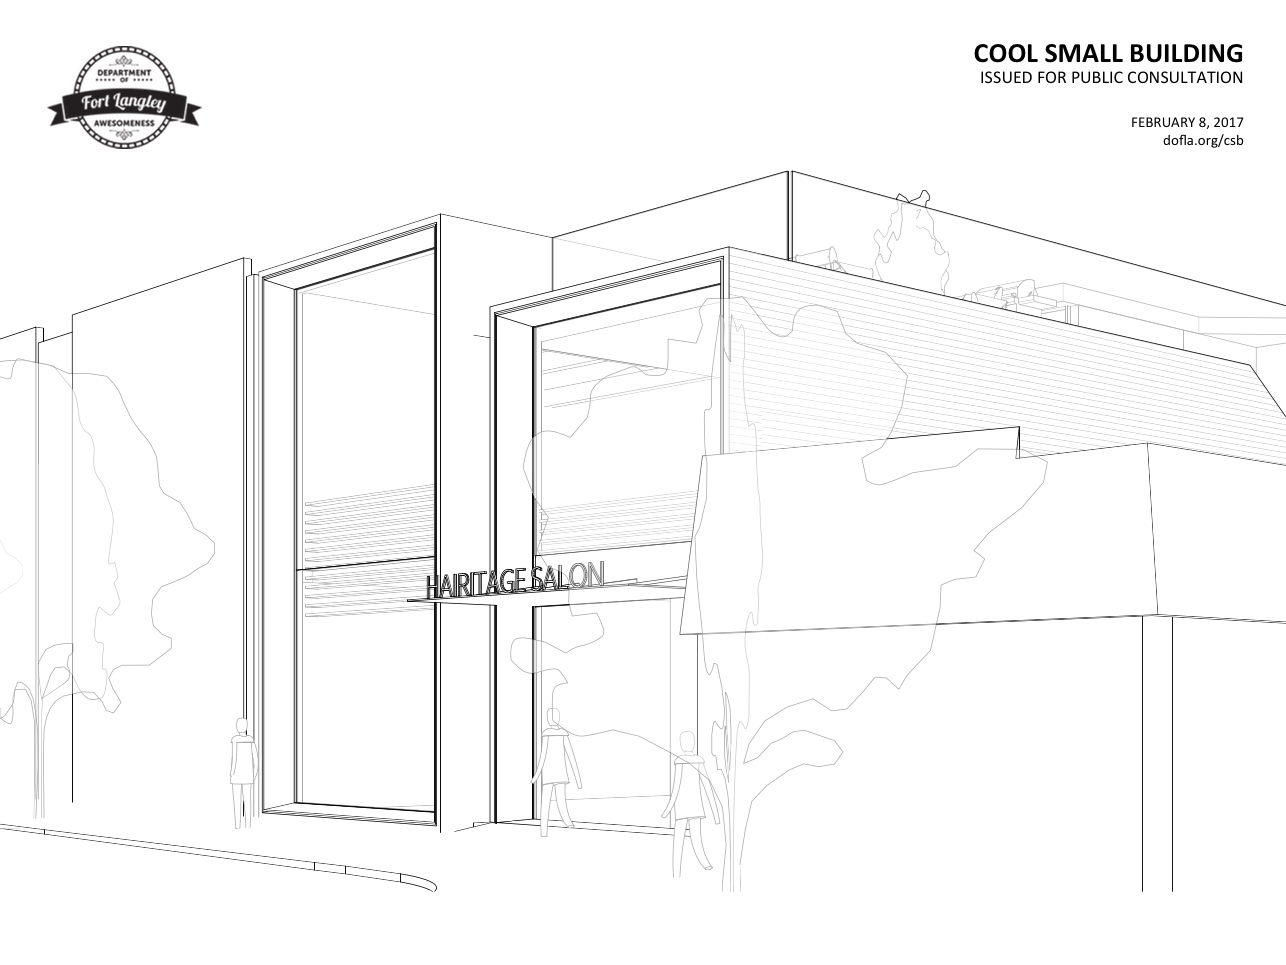 DEPARTMENT
OF
Fort Langley
AWESOMENESS
COOL SMALL BUILDING
ISSUED FOR PUBLIC CONSULTATION
FEBRUARY 8, 2017
dofla.org/csb
HAIRITAGE SALON